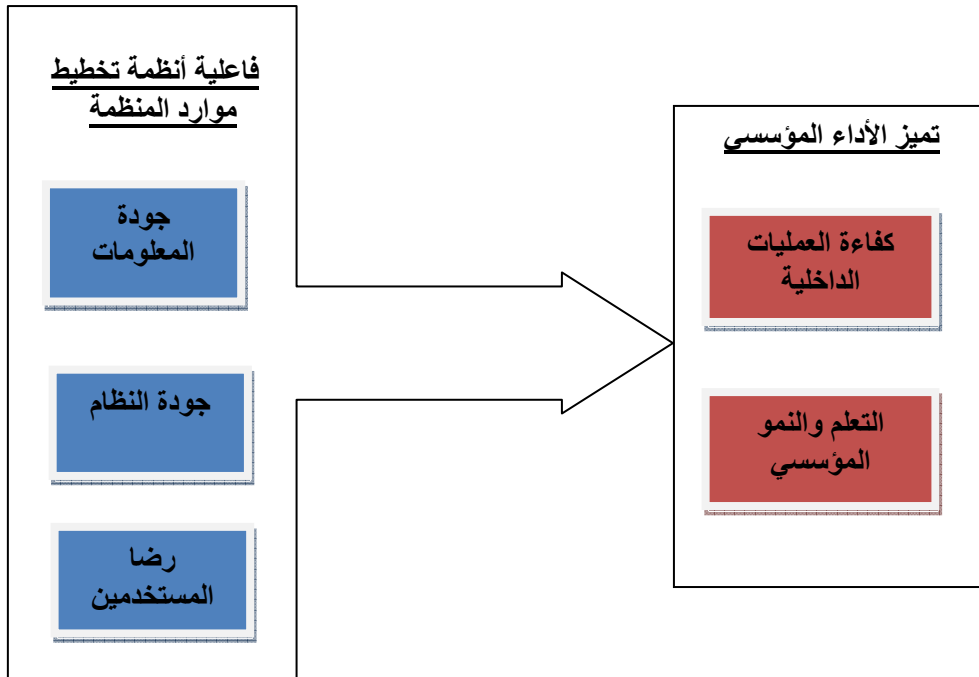 فاعلية أنظمة تخطيط
موارد المنظمة
جودة
المعلومات
جودة النظام
رضا
المستخدمين
تميز الأداء المؤسسي
كفاءة العمليات
الداخلية
التعلم والنمو
المؤسسي